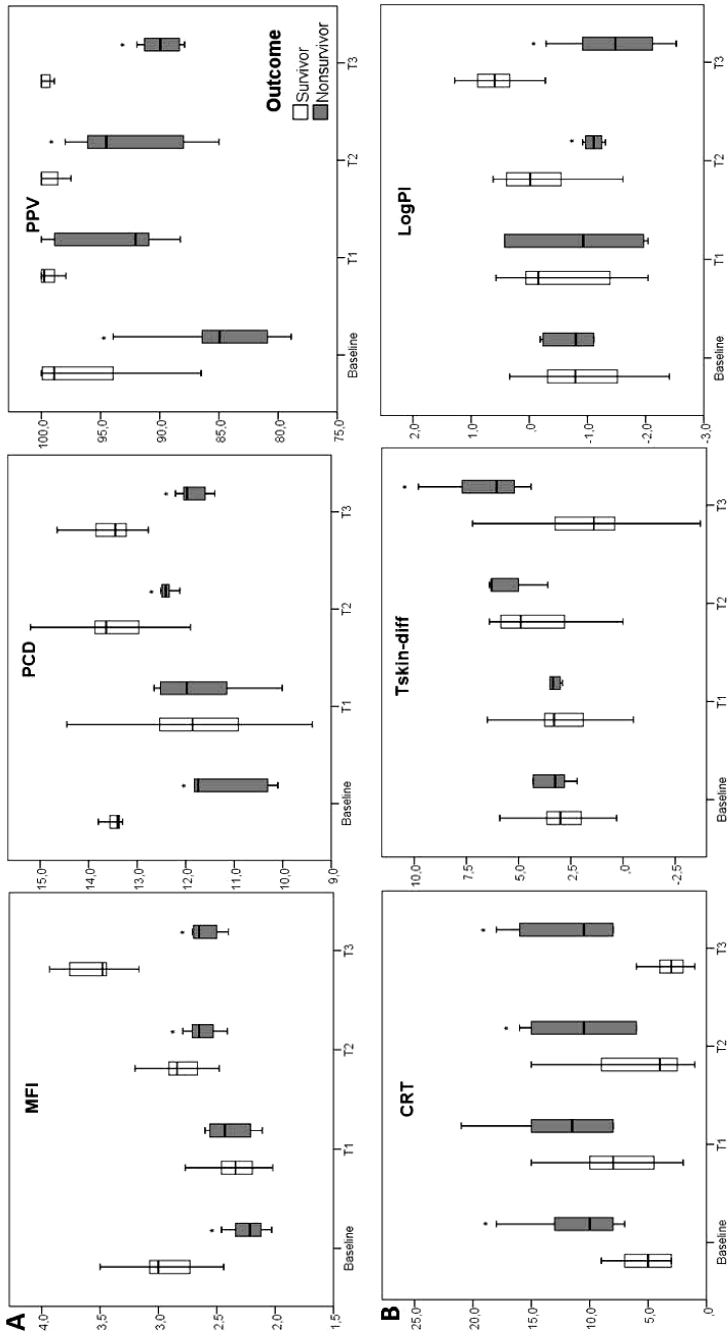 A
MFI
4,0
3,5
3,0
2,5
2,0
1,5
Baseline
T1
T2
T3
*
*
*
PCD
15,0
14,0
13,0
12,0
11,0
10,0
9,0
Baseline
T1
T2
T3
*
*
*
PPV
100,0
95,0
90,0
85,0
80,0
75,0
Baseline
T1
T2
T3
*
*
*
Outcome
Survivor
Nonsurvivor
B
CRT
25,0
20,0
15,0
10,0
5,0
,0
Baseline
T1
T2
T3
*
*
*
Tskin-diff
10,0
7,5
5,0
2,5
,0
-2,5
Baseline
T1
T2
T3
*
LogPI
2,0
1,0
,0
-1,0
-2,0
-3,0
Baseline
T1
T2
T3
*
*